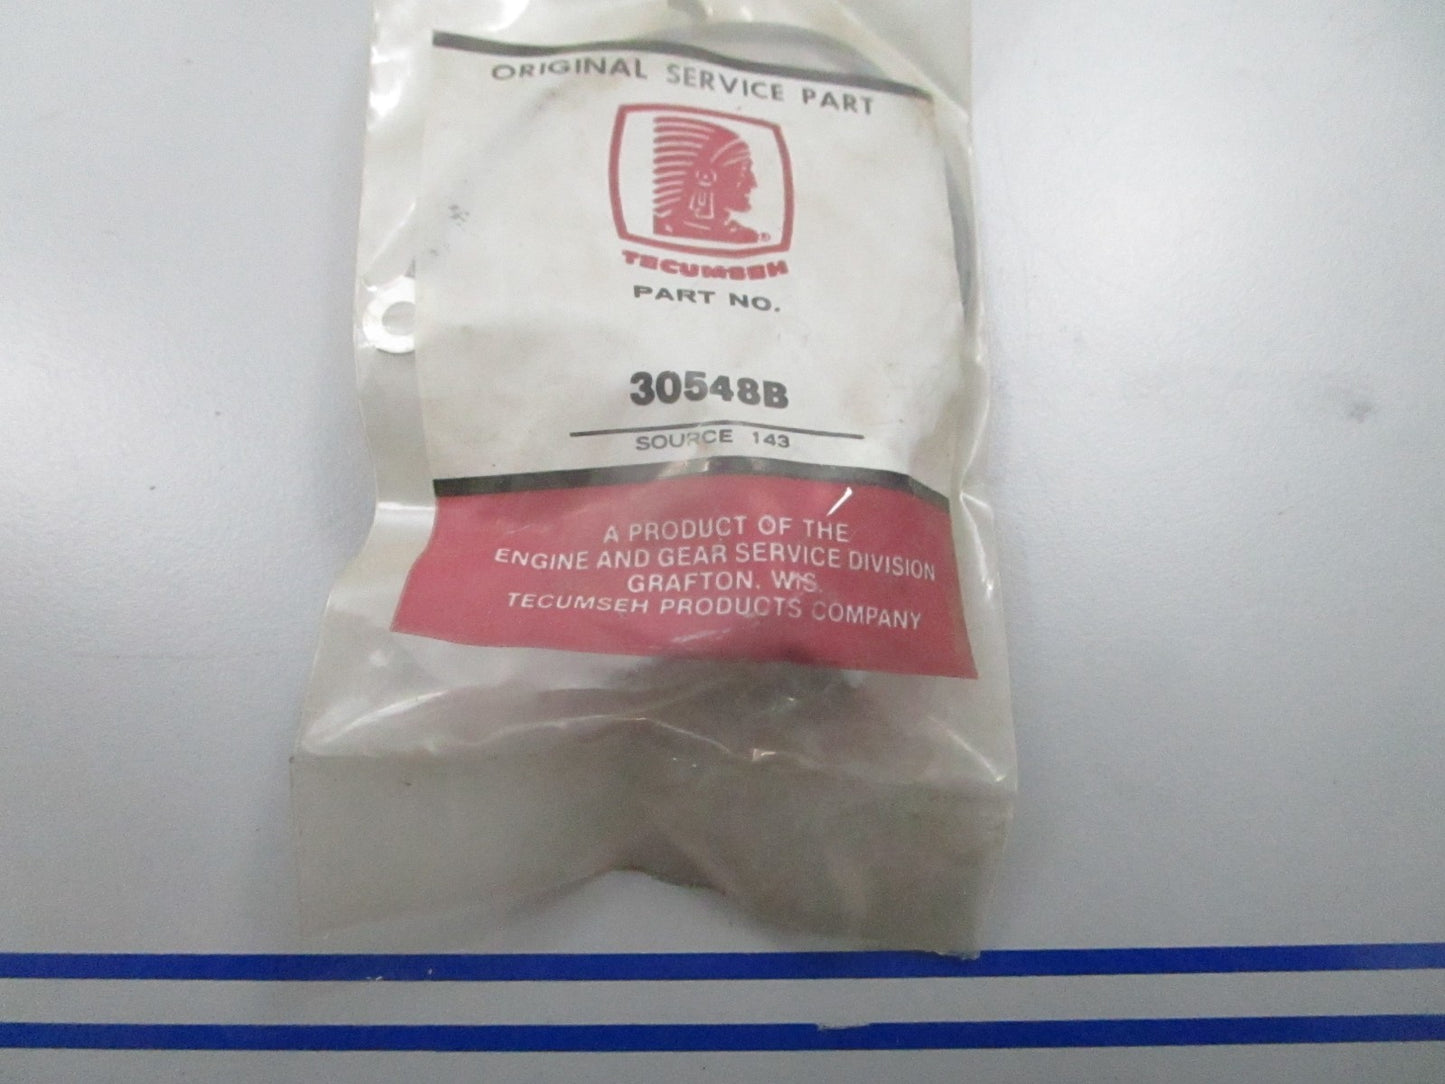 ORIGINAL SERVICE PART
®
TECUMSEH
PART NO.
30548B
SOURCE 143
A PRODUCT OF THE
ENGINE AND GEAR SERVICE DIVISION
GRAFTON, WIS.
TECUMSEH PRODUCTS COMPANY